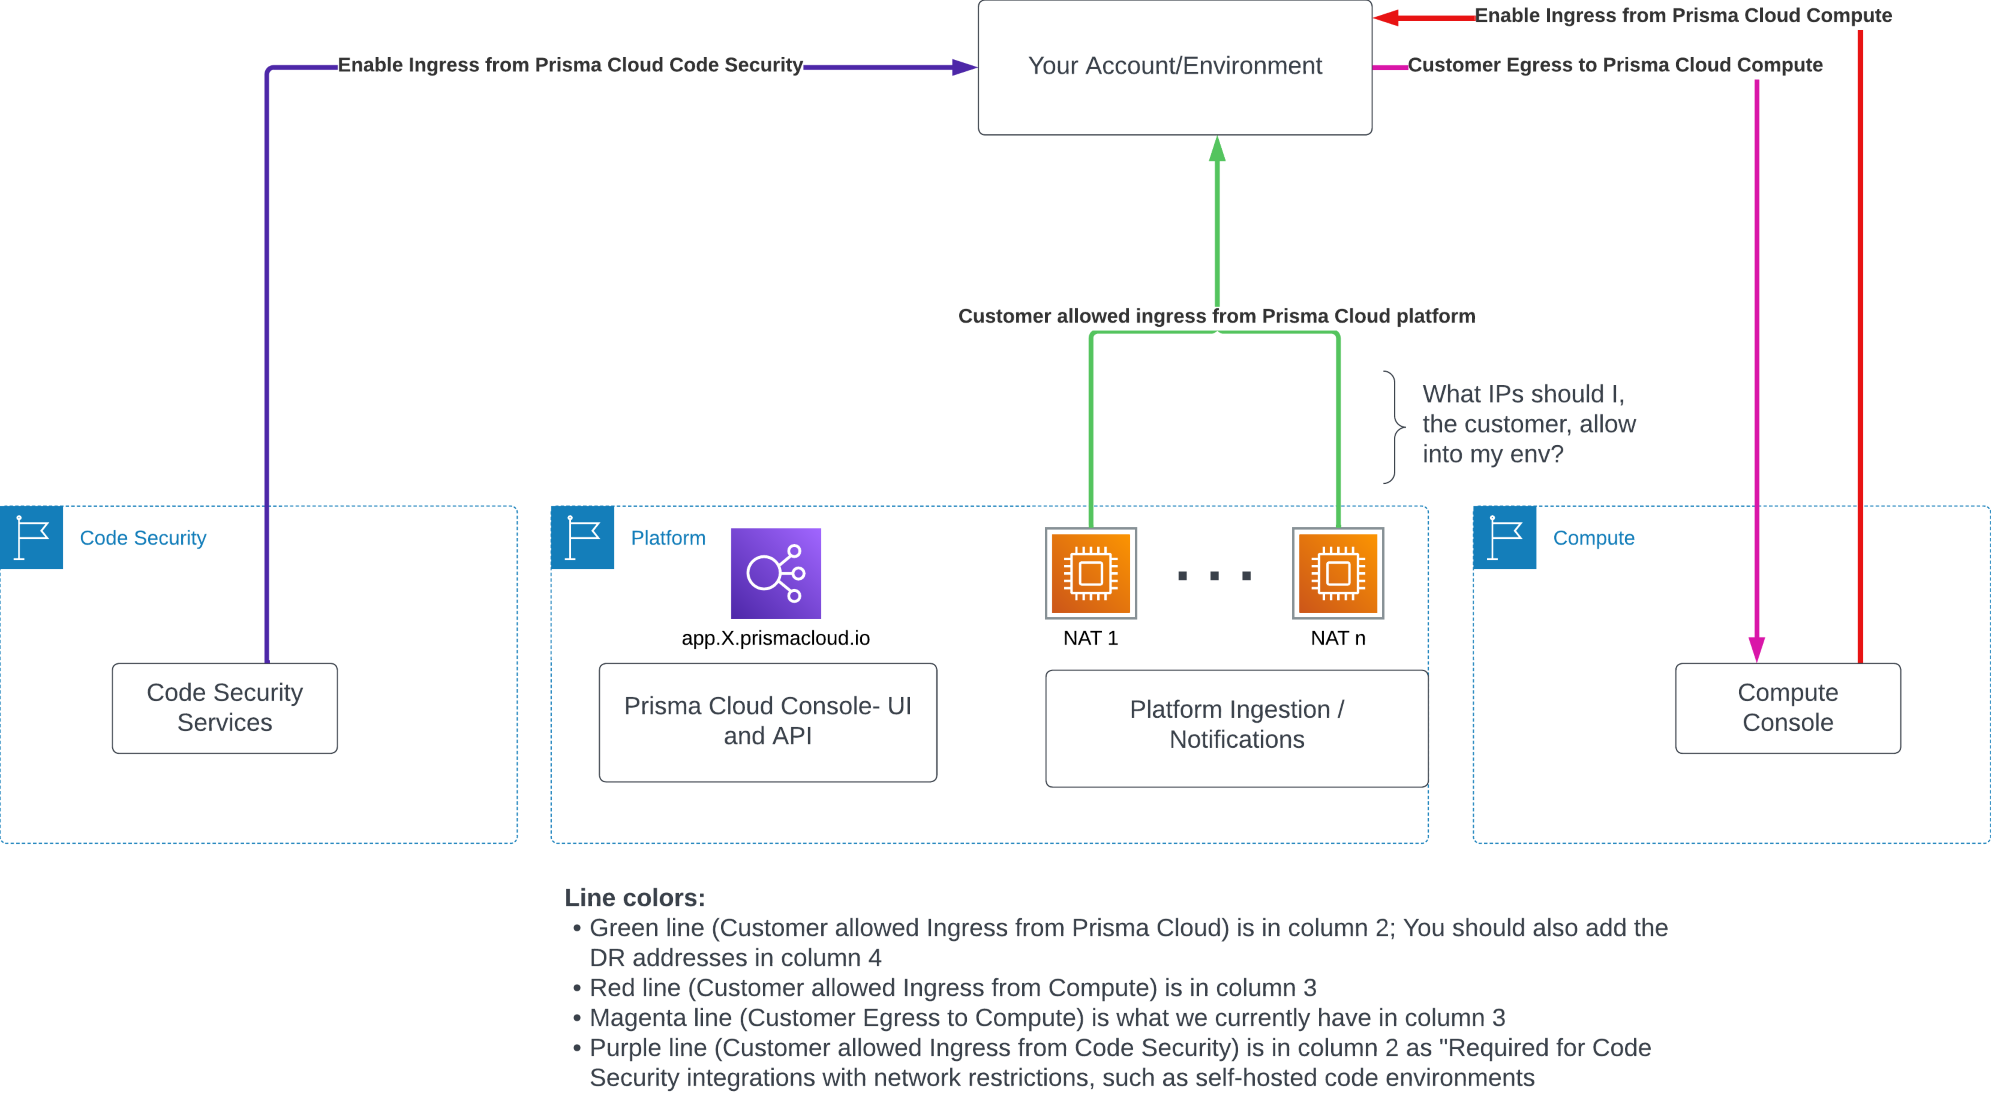 Enable Ingress from Prisma Cloud Compute
Enable Ingress from Prisma Cloud Code Security
Your Account/Environment
Customer Egress to Prisma Cloud Compute
Customer allowed ingress from Prisma Cloud platform
What IPs should I,
the customer, allow
into my env?
Code Security
Platform
Compute
app.X.prismacloud.io
NAT 1
NAT n
Code Security
Services
Prisma Cloud Console- UI
and API
Platform Ingestion /
Notifications
Compute
Console
Line colors:
• Green line (Customer allowed Ingress from Prisma Cloud) is in column 2; You should also add the
DR addresses in column 4
• Red line (Customer allowed Ingress from Compute) is in column 3
• Magenta line (Customer Egress to Compute) is what we currently have in column 3
• Purple line (Customer allowed Ingress from Code Security) is in column 2 as "Required for Code
Security integrations with network restrictions, such as self-hosted code environments